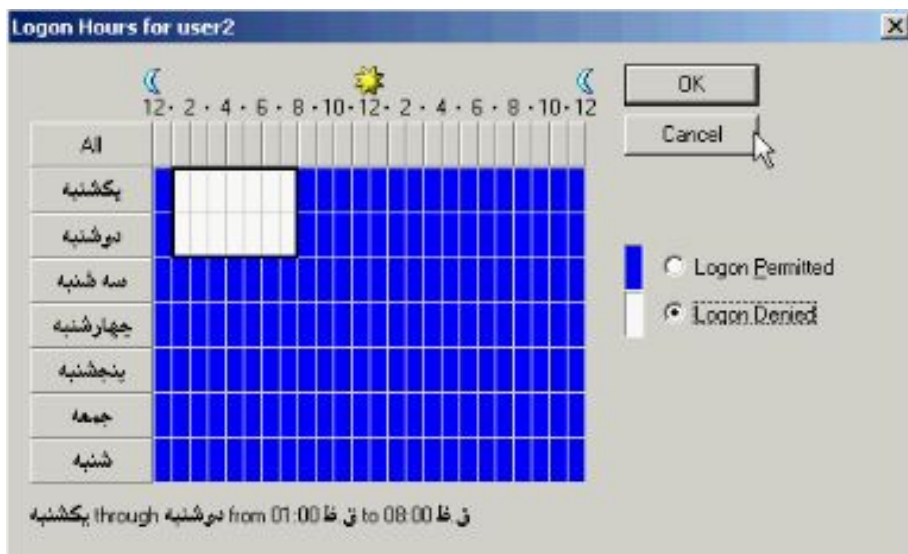 Logon Hours for user2
12 · 2 · 4 · 6 · 8 · 10 · 12 · 2 · 4 · 6 · 8 · 10 · 12
OK
Cancel
All
یکشنبه
دوشنبه
سه شنبه
چهارشنبه
پنجشنبه
جمعه
شنبه
Logon Permitted
Logon Denied
یکشنبه through دوشنبه from 01:00 ق ظ to 08:00 ق ظ